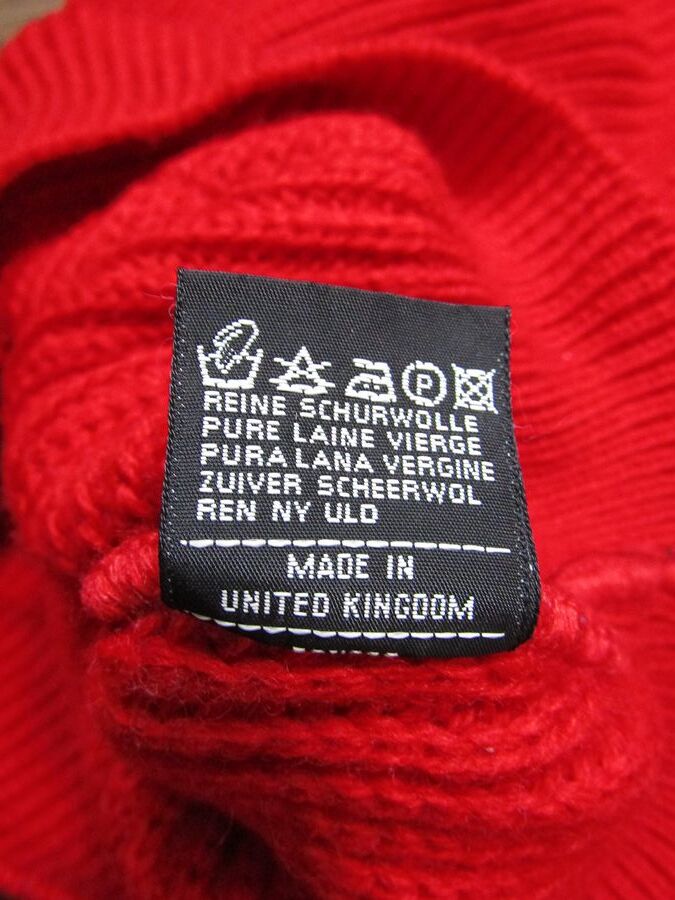 P
REINE SCHURWOLLE
PURE LAINE VIERGE
PURA LANA VERGINE
ZUIVER SCHEERWOL
REN NY ULD
MADE IN
UNITED KINGDOM